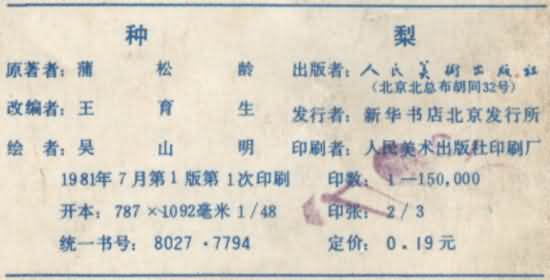 种 梨
原著者：蒲 松 龄 出版者：人民美术出版社
（北京北总布胡同32号）
改编者：王 育 生 发行者：新华书店北京发行所
绘 者：吴 山 明 印刷者：人民美术出版社印刷厂
1981年7月第1版第1次印刷 印数：1—150,000
开本：787×1092毫米 1/48 印张：2/3
统一书号：8027·7794 定价：0.19元